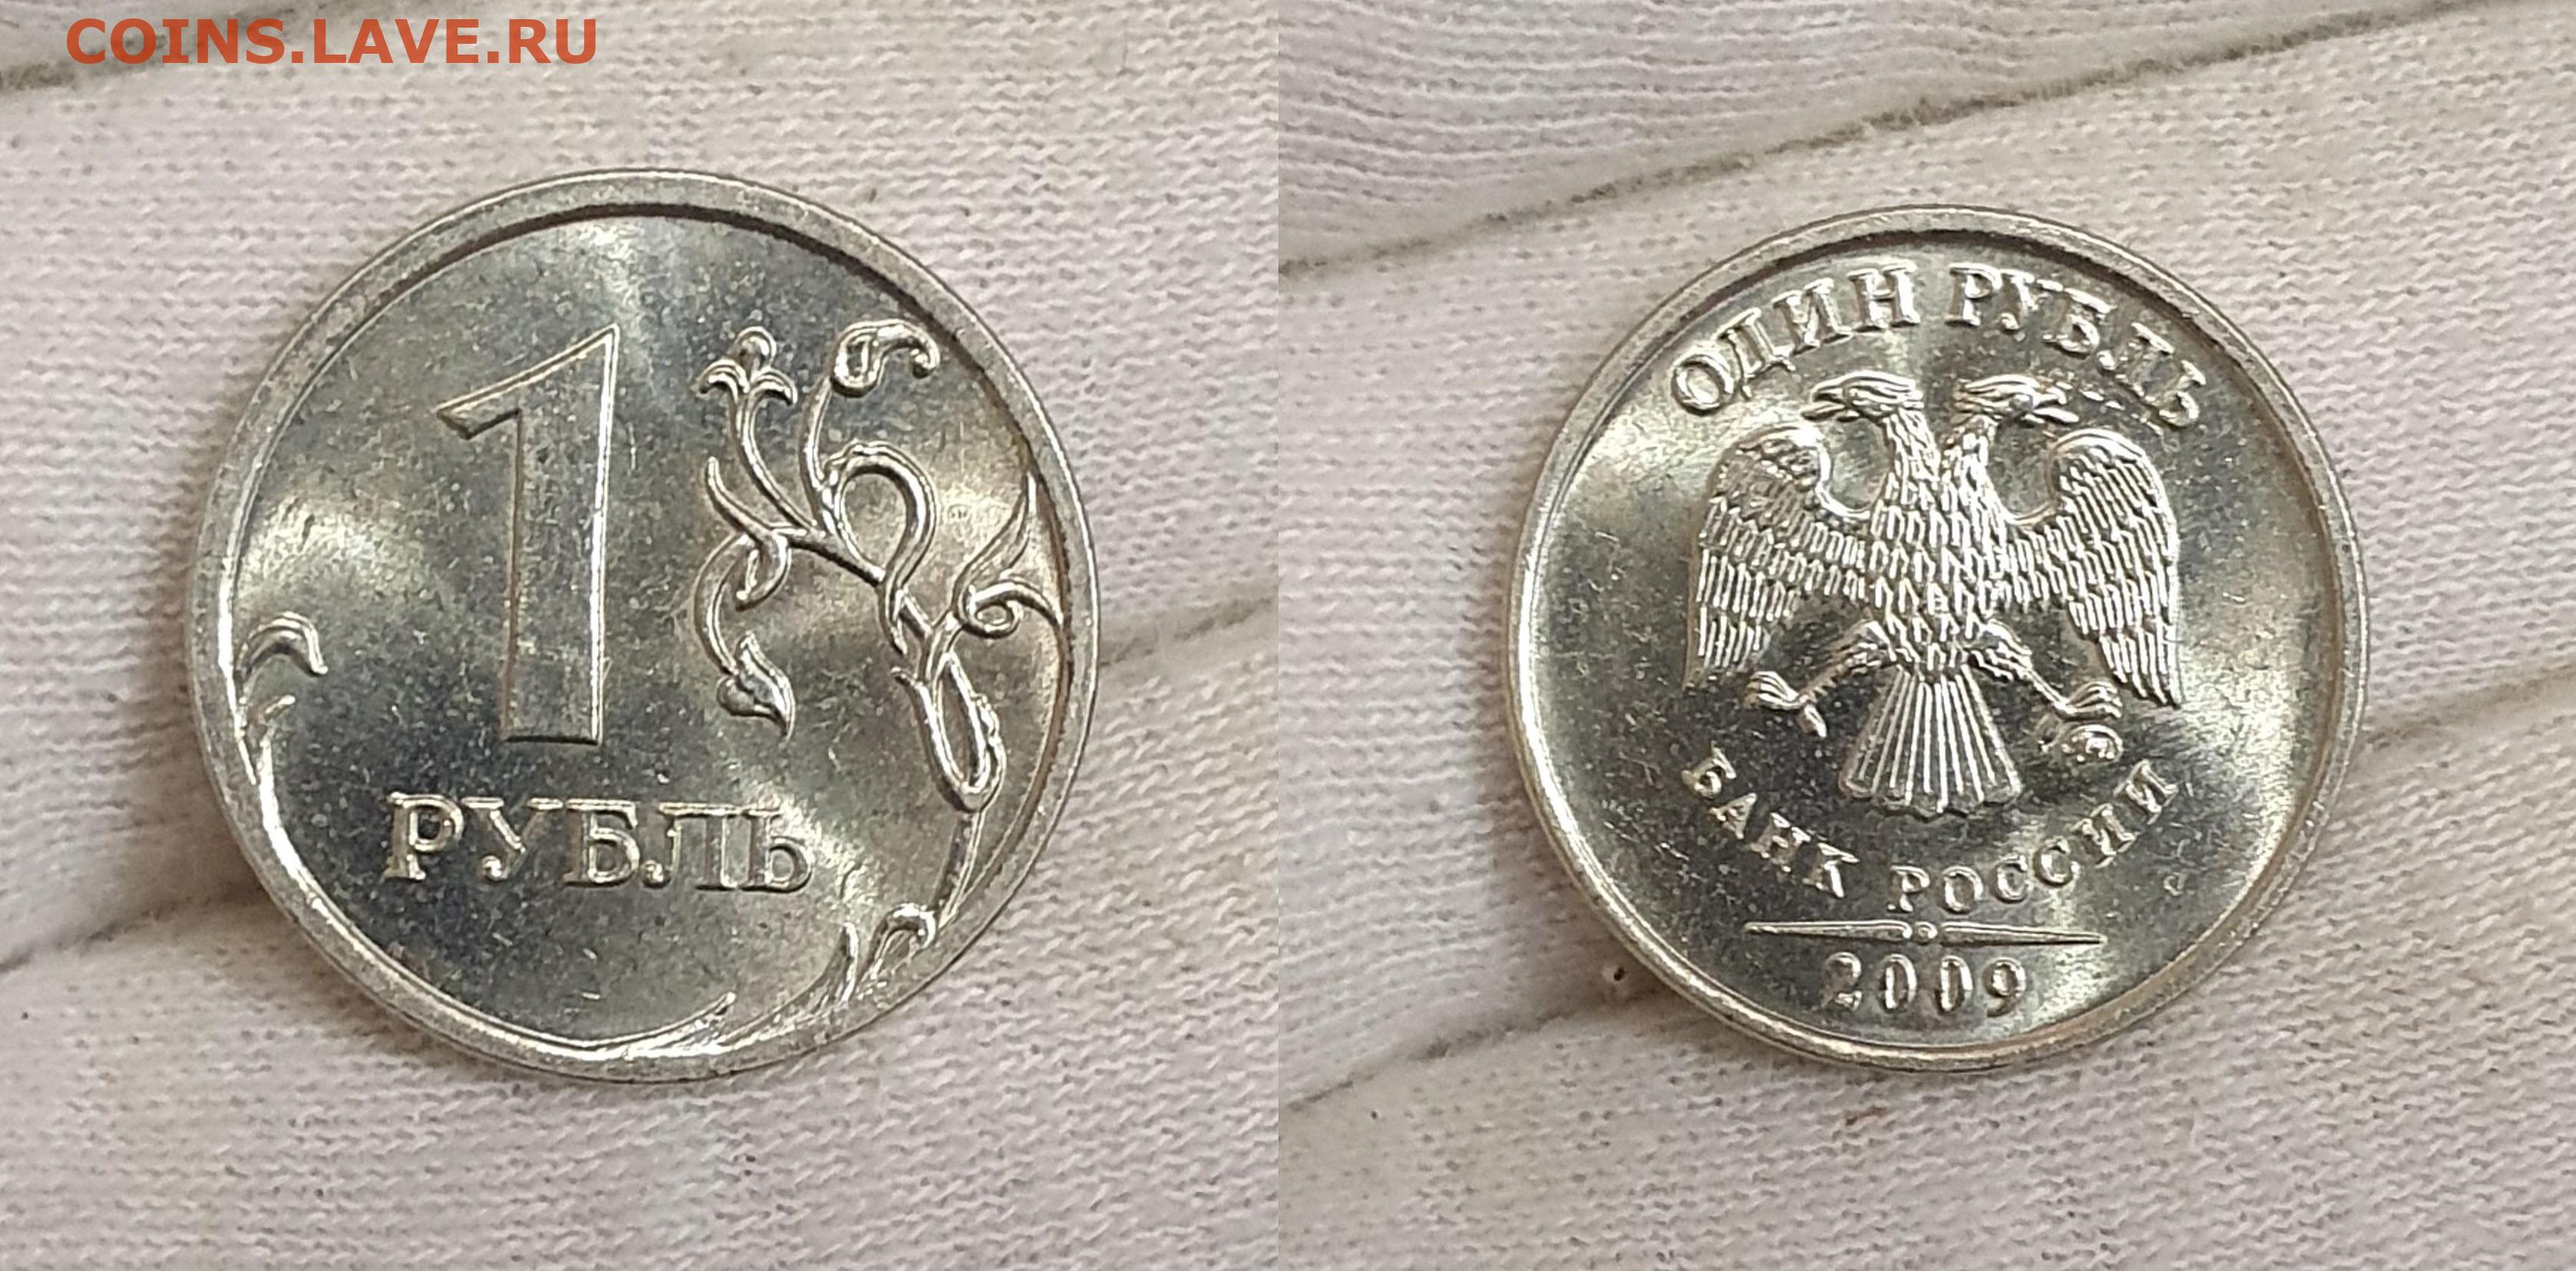 COINS.LAVE.RU
1
РУБЛЬ
ОДИН РУБЛЬ
БАНК РОССИИ
2009